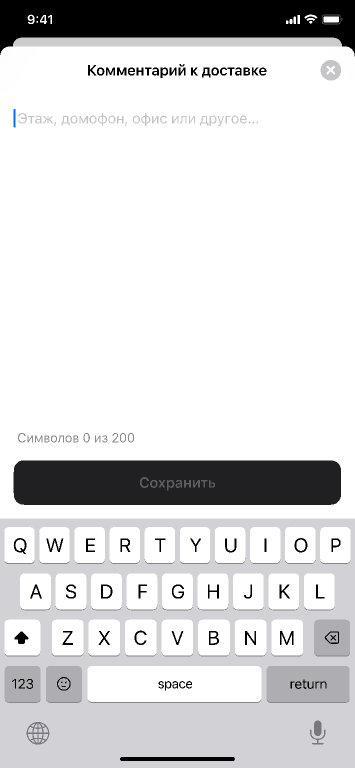 9:41
Комментарий к доставке
Этаж, домофон, офис или другое...
Символов 0 из 200
Сохранить
Q W E R T Y U I O P
A S D F G H J K L
Z X C V B N M
123 space return